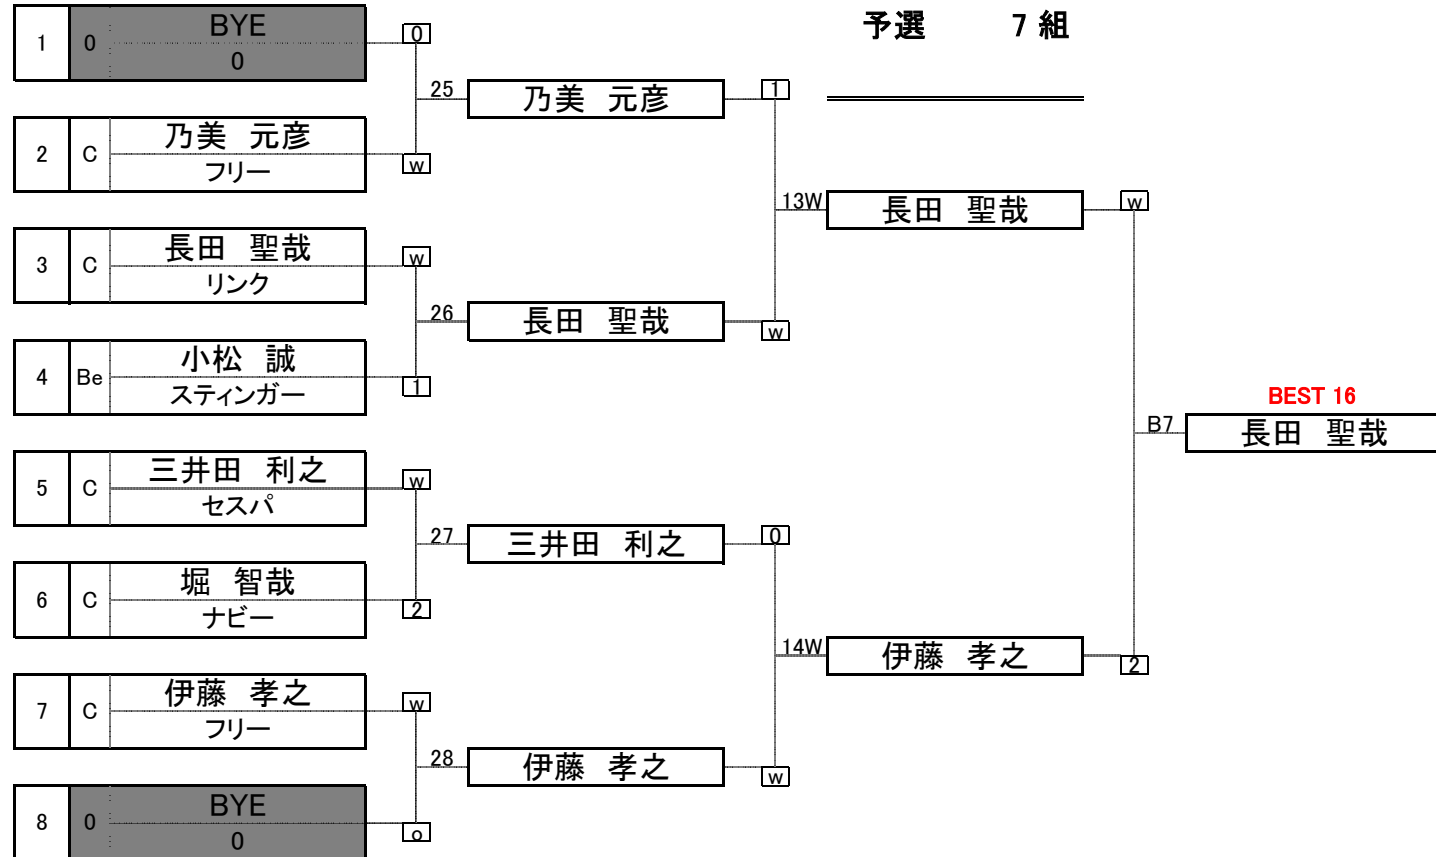 予選 7 組
1 0 BYE
0
0
2 C 乃美 元彦
フリー
w
25 乃美 元彦 1
3 C 長田 聖哉
リンク
w
4 Be 小松 誠
スティンガー
1
26 長田 聖哉 w
13W 長田 聖哉 w
5 C 三井田 利之
セスパ
w
6 C 堀 智哉
ナビー
2
27 三井田 利之 0
7 C 伊藤 孝之
フリー
w
8 0 BYE
0
o
28 伊藤 孝之 w
14W 伊藤 孝之 2
BEST 16
B7 長田 聖哉